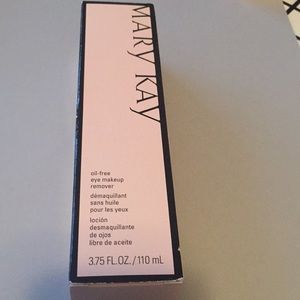 MARY KAY
oil-free
eye makeup
remover
démaquillant
sans huile
pour les yeux
loción
desmaquillante
de ojos
libre de aceite
3.75 FL.OZ./110 mL